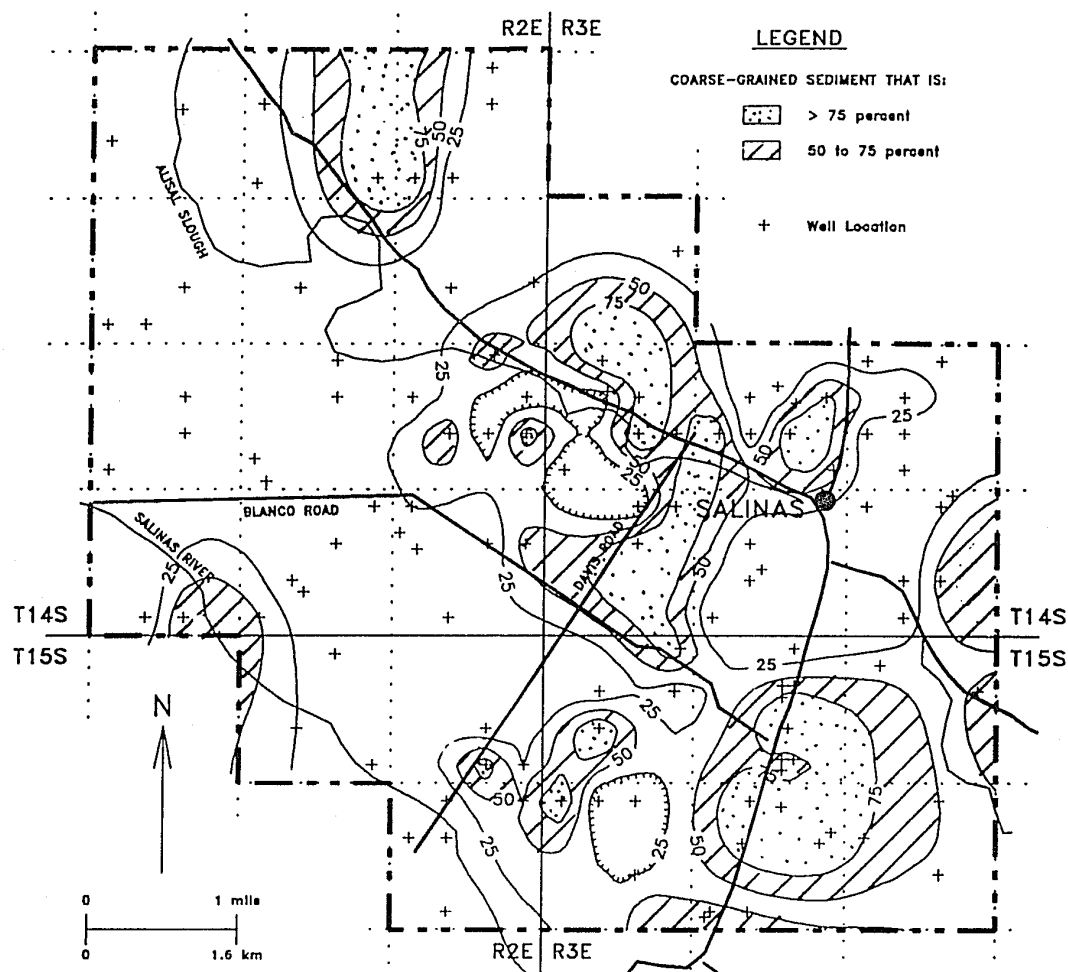 R2E R3E
LEGEND
COARSE-GRAINED SEDIMENT THAT IS:
> 75 percent
50 to 75 percent
+ Well Location
75 50 25
ALISAL SLOUGH
50
75
25
25
50
50
25
SALINAS
BLANCO ROAD
SALINAS RIVER
DAVIS ROAD
50
25
25
T14S T14S
T15S T15S
25
25
N
50
50
75
25
25
50
25
0 1 mile
0 1.6 km
R2E R3E